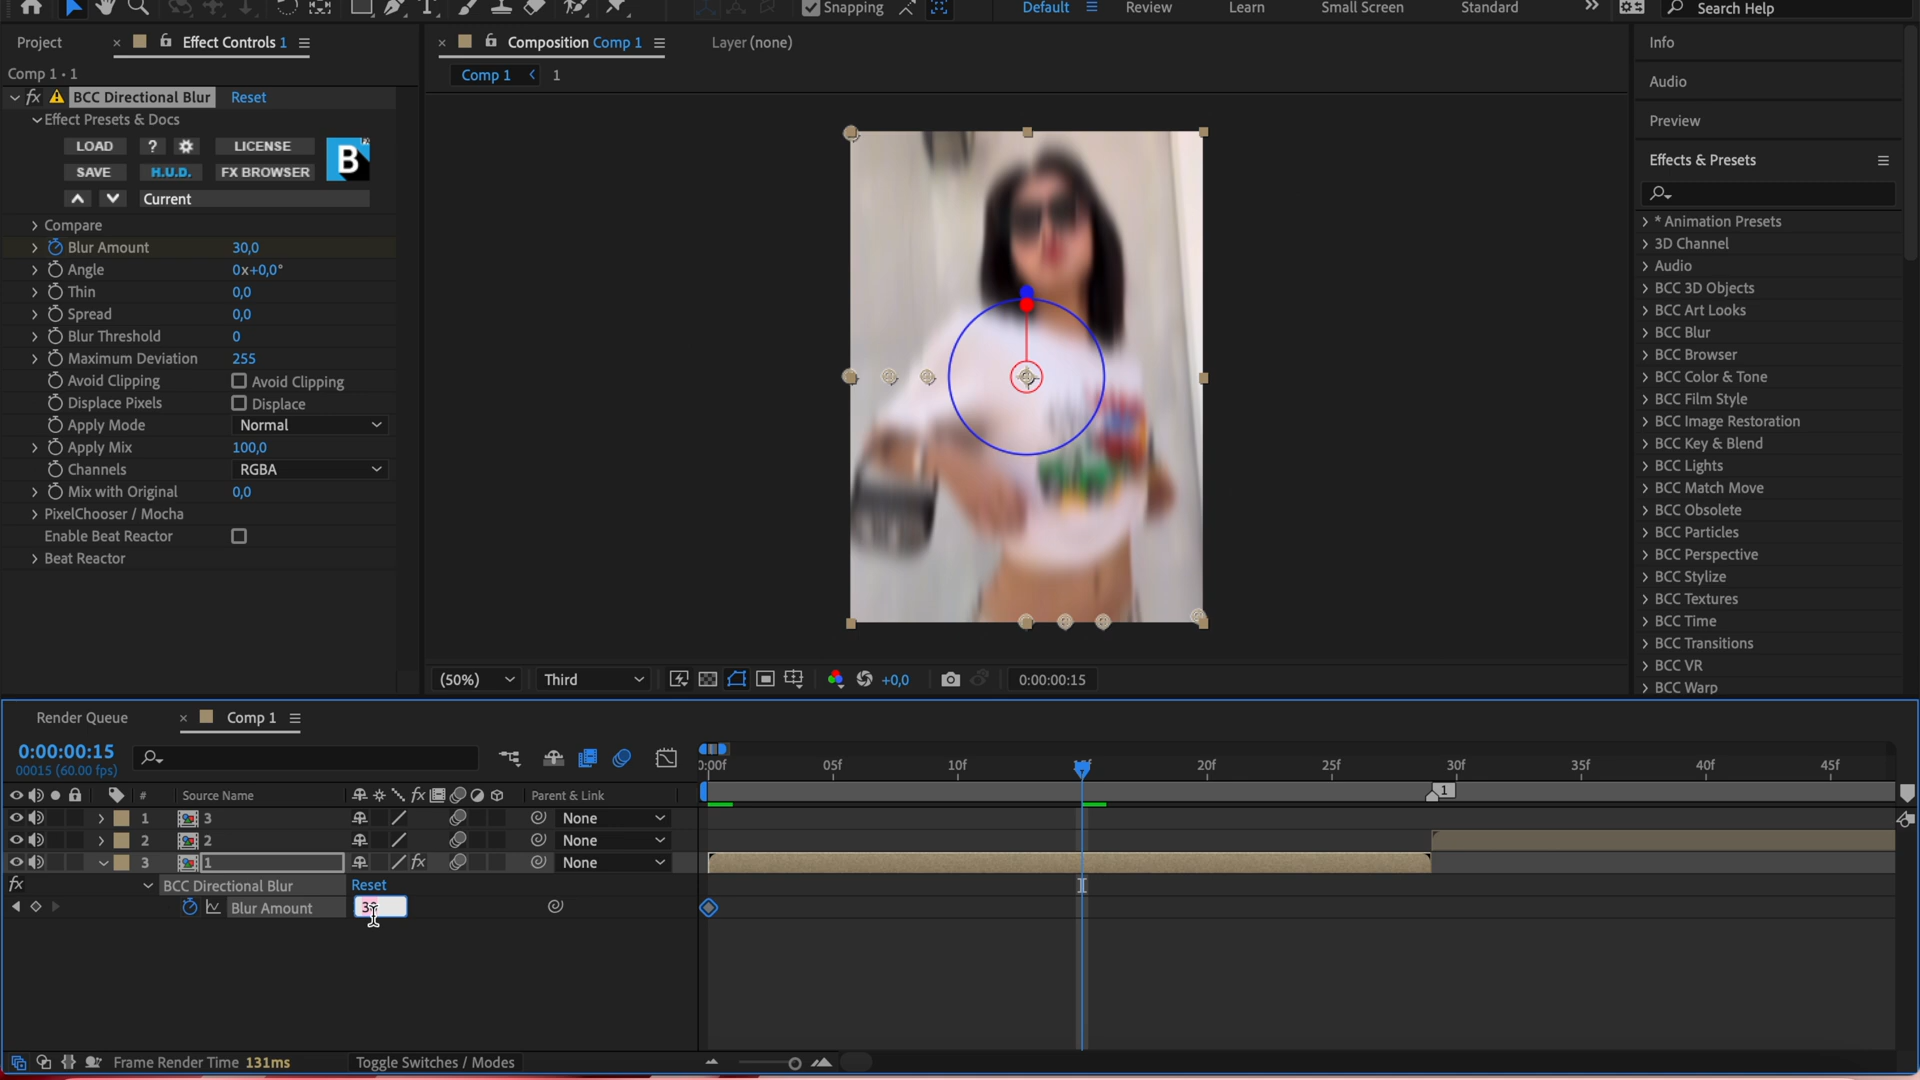 Snapping
Default
Review
Learn
Small Screen
Standard
Search Help
Project
Effect Controls 1
Composition Comp 1
Layer (none)
Info
Comp 1 • 1
Comp 1
1
Audio
BCC Directional Blur
Reset
Effect Presets & Docs
Preview
LOAD
?
LICENSE
B
Effects & Presets
SAVE
H.U.D.
FX BROWSER
Current
Compare
* Animation Presets
Blur Amount 30,0
3D Channel
Angle 0x+0,0°
Audio
Thin 0,0
BCC 3D Objects
Spread 0,0
BCC Art Looks
Blur Threshold 0
BCC Blur
Maximum Deviation 255
BCC Browser
Avoid Clipping Avoid Clipping
BCC Color & Tone
Displace Pixels Displace
BCC Film Style
Apply Mode Normal
BCC Image Restoration
Apply Mix 100,0
BCC Key & Blend
Channels RGBA
BCC Lights
Mix with Original 0,0
BCC Match Move
PixelChooser / Mocha
BCC Obsolete
Enable Beat Reactor
BCC Particles
Beat Reactor
BCC Perspective
BCC Stylize
BCC Textures
BCC Time
BCC Transitions
BCC VR
BCC Warp
(50%)
Third
+0,0
0:00:00:15
Render Queue
Comp 1
0:00:00:15
00015 (60.00 fps)
0:00f 05f 10f 20f 25f 30f 35f 40f 45f
# Source Name fx Parent & Link
1
1 3 None
2 2 None
3 1 fx None
fx BCC Directional Blur Reset
Blur Amount
Frame Render Time 131ms
Toggle Switches / Modes